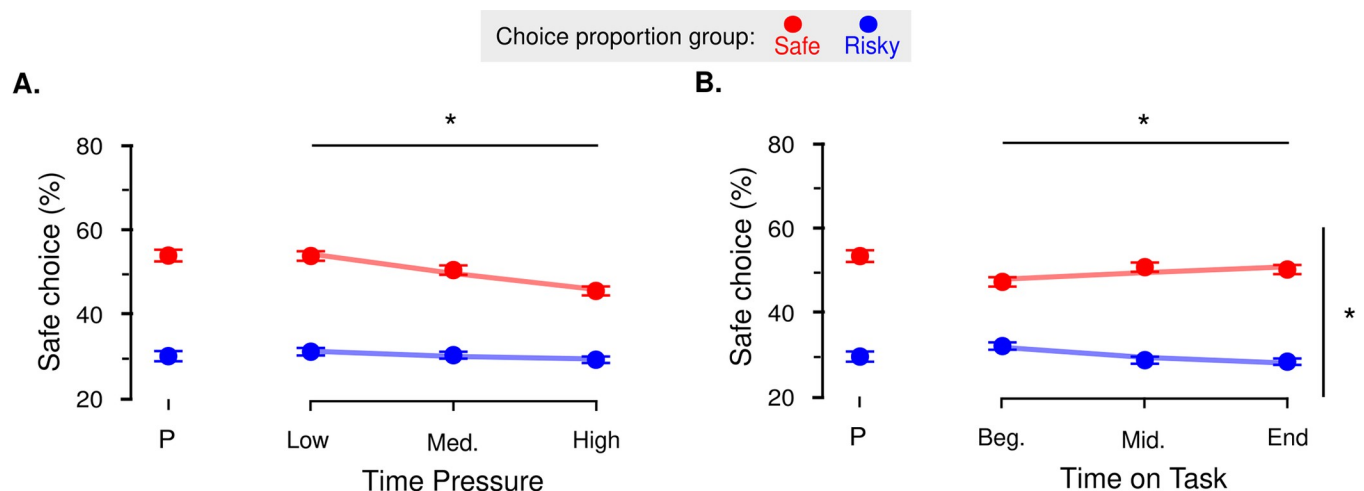 Choice proportion group:
Safe
Risky
A.
*
Safe choice (%)
80
60
40
20
P
Low
Med.
High
Time Pressure
B.
*
Safe choice (%)
80
60
40
20
*
P
Beg.
Mid.
End
Time on Task